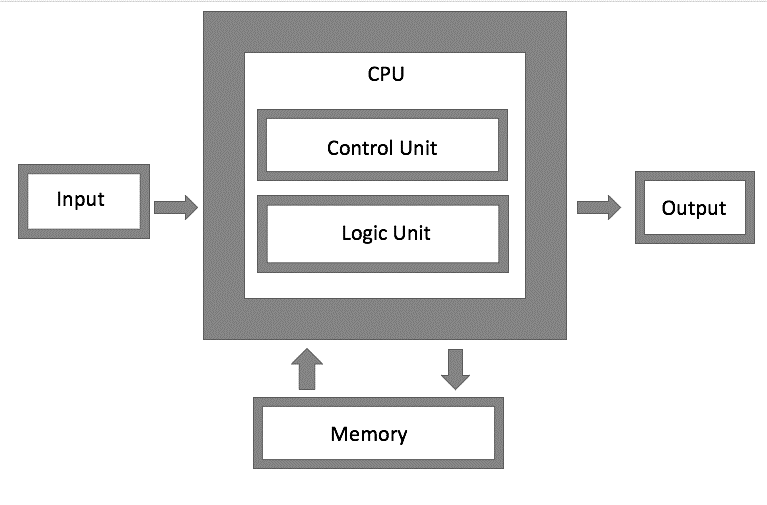 CPU
Control Unit
Input
Logic Unit
Output
Memory